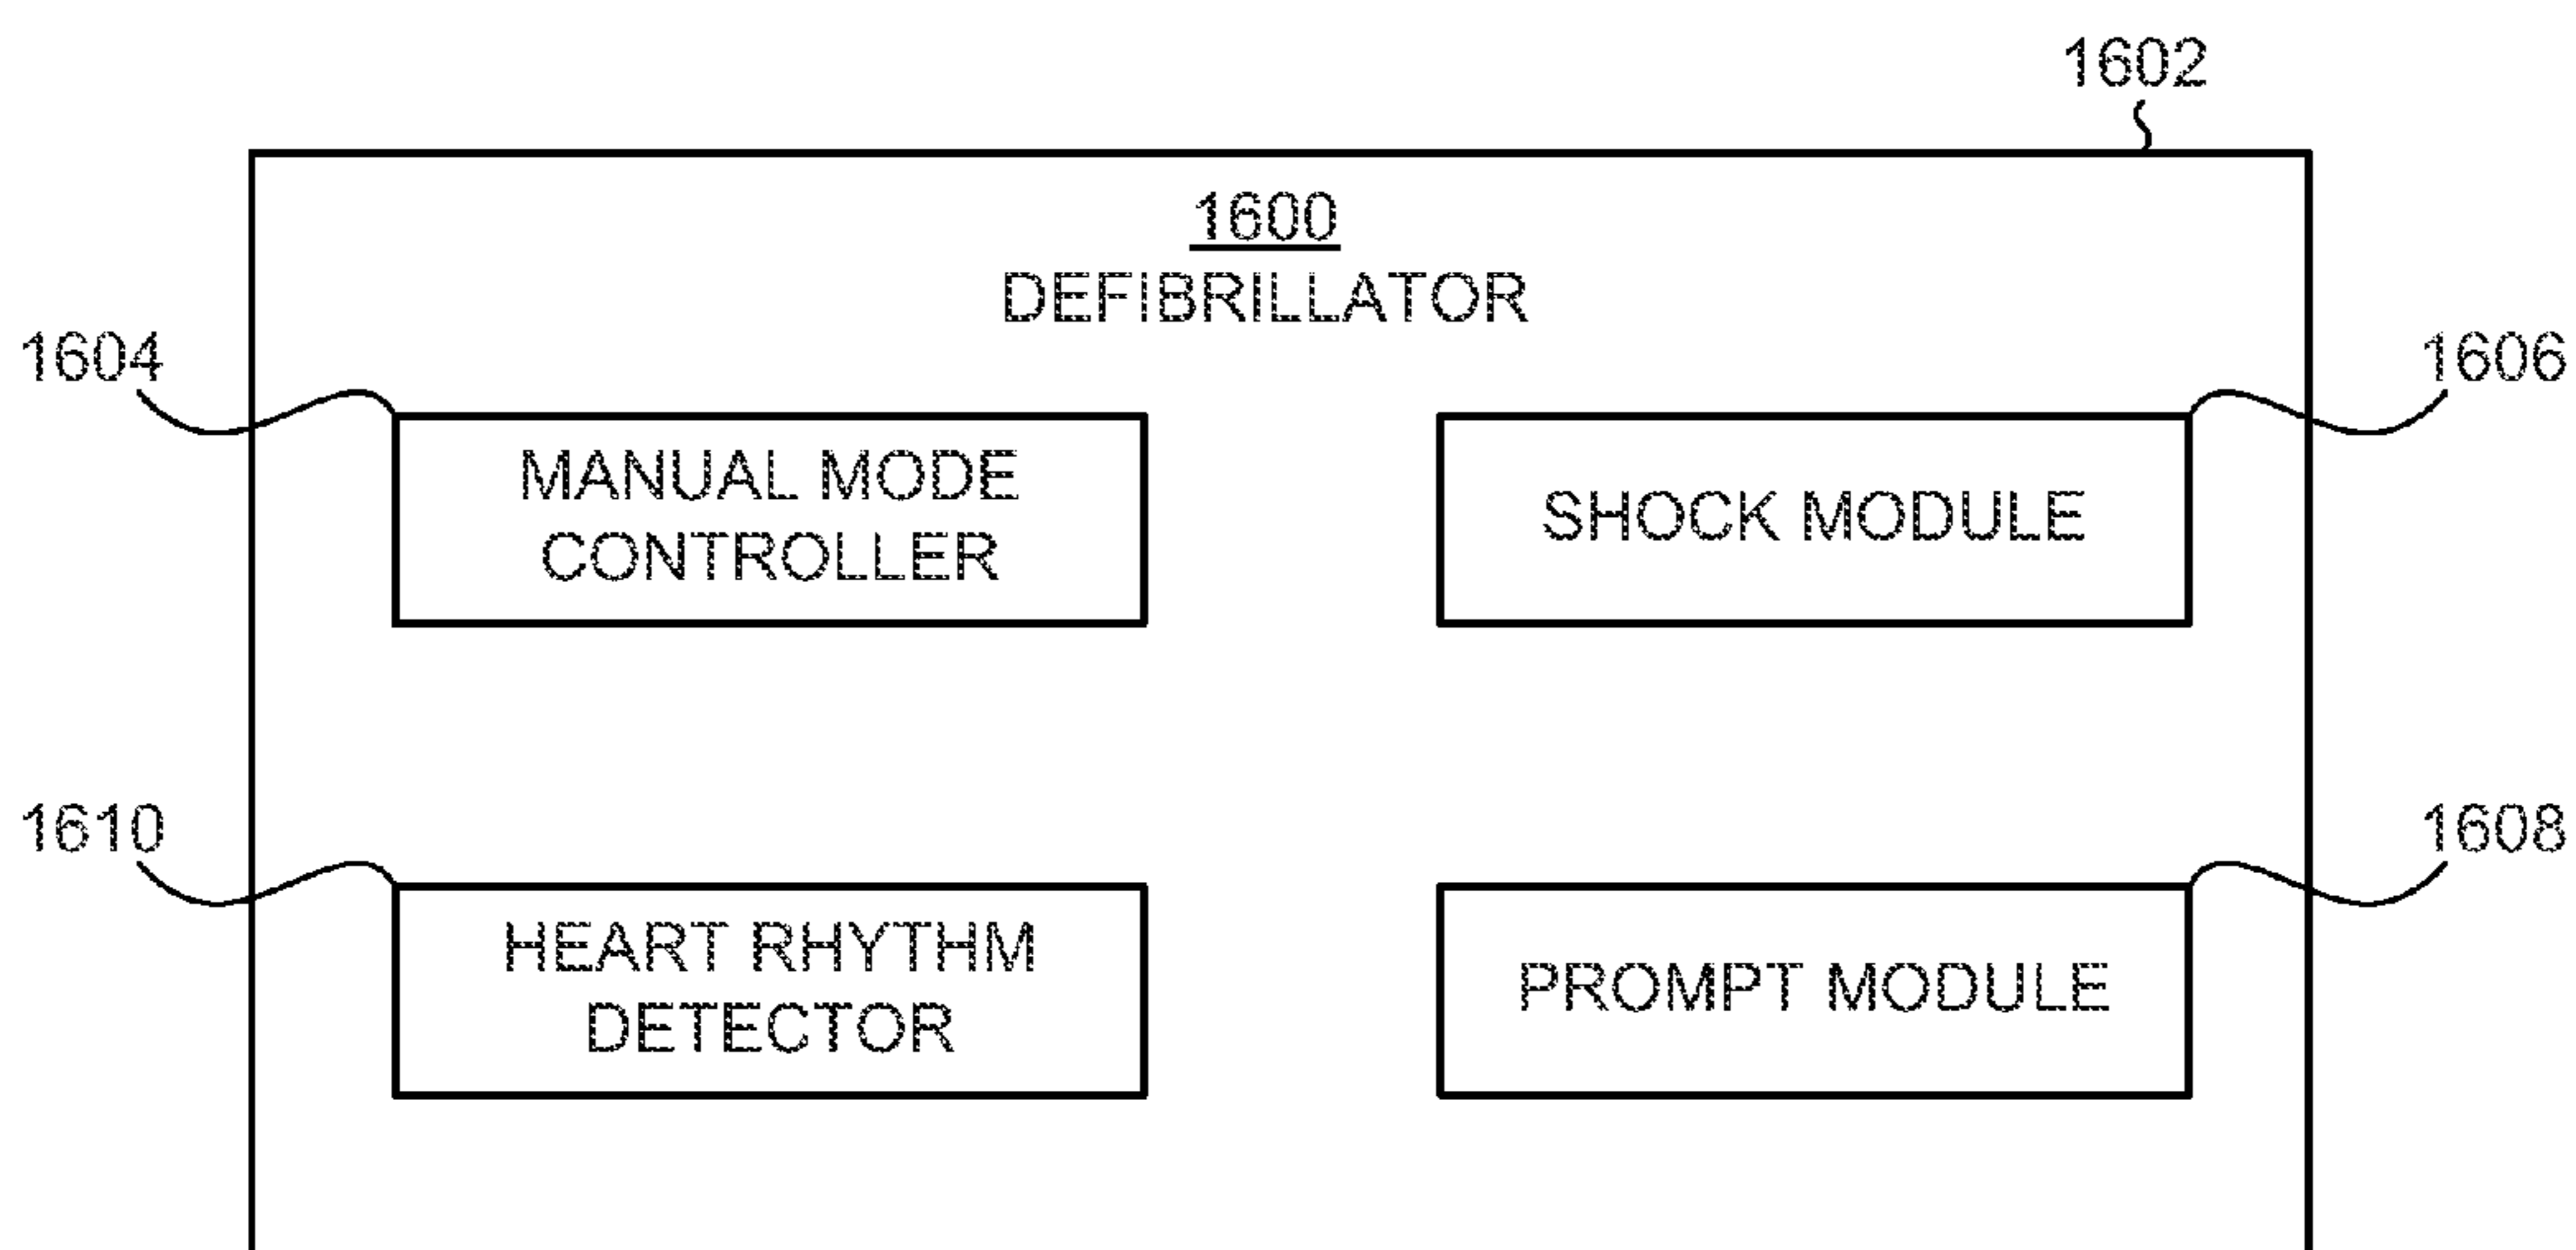 1602
1600
DEFIBRILLATOR
1604
1606
MANUAL MODE
CONTROLLER
SHOCK MODULE
1610
1608
HEART RHYTHM
DETECTOR
PROMPT MODULE